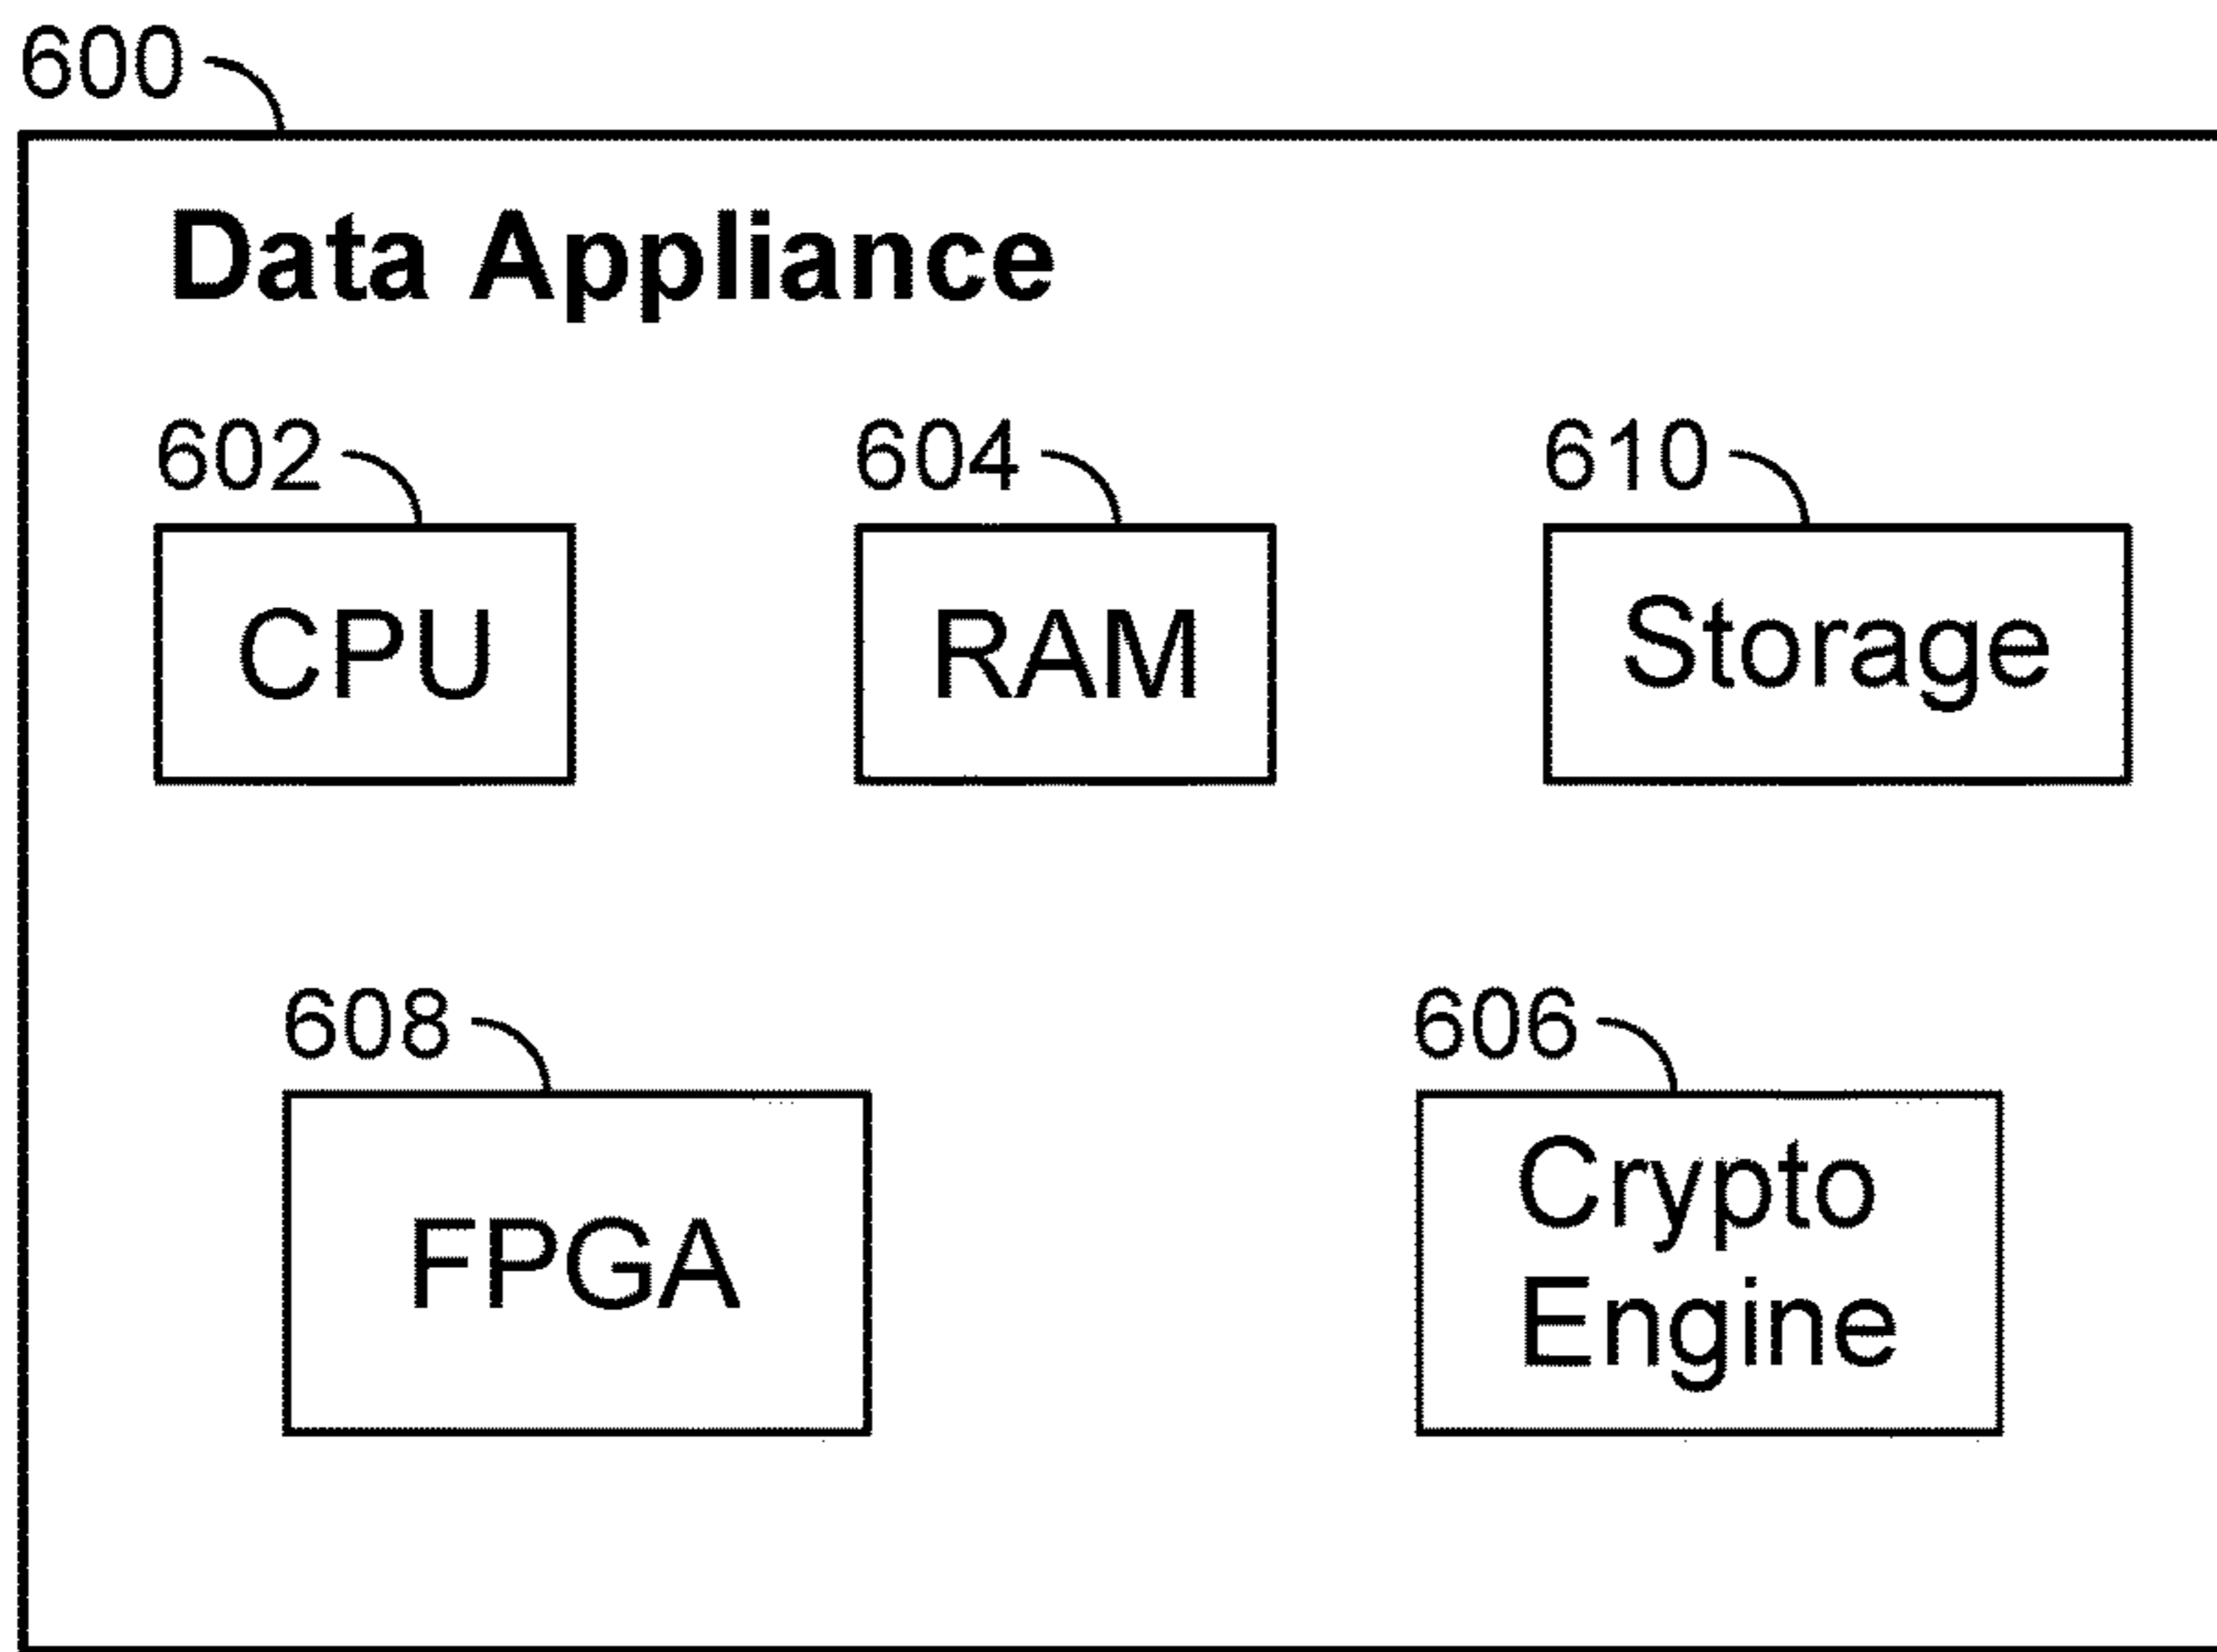 600
Data Appliance
602
604
610
CPU
RAM
Storage
608
606
FPGA
Crypto
Engine